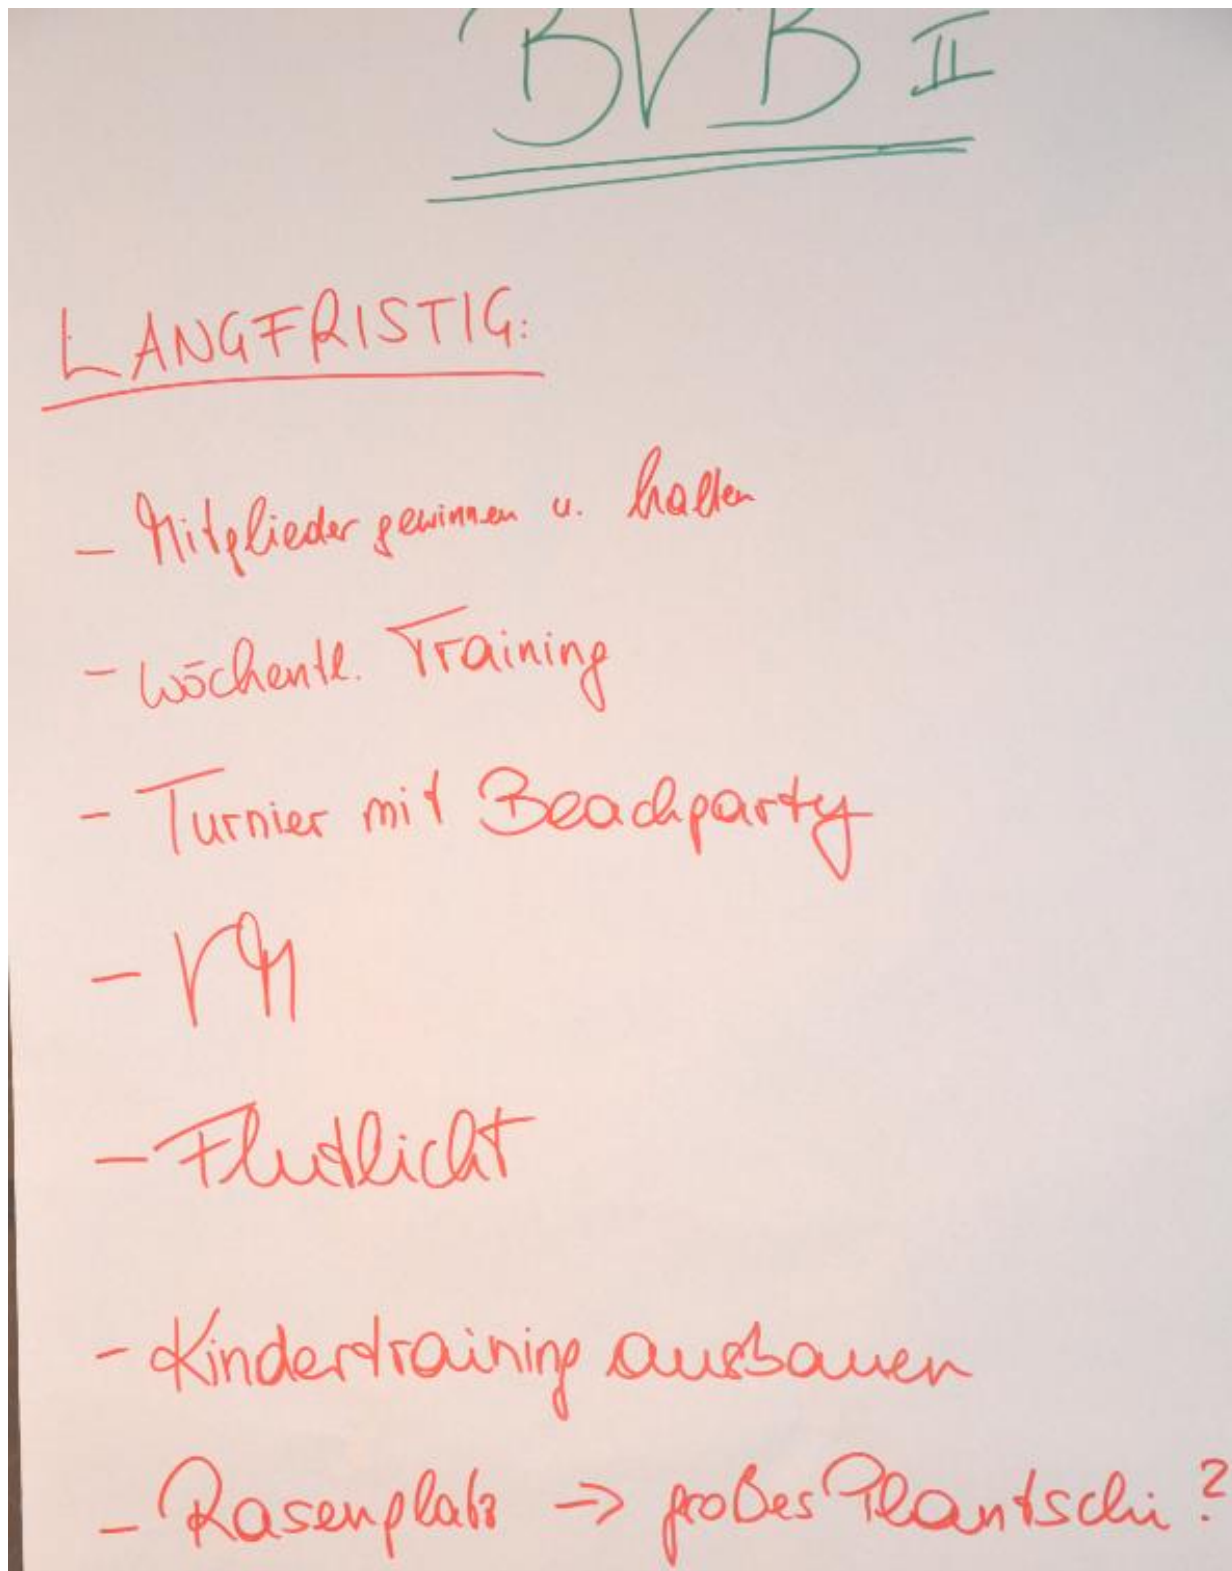 BVB II
LANGFRISTIG:
- Mitglieder gewinnen u. halten
- wöchentl. Training
- Turnier mit Beachparty
- VM
- Flutlicht
- Kindertraining ausbauen
- Rasenplatz -> großes Plantschi?